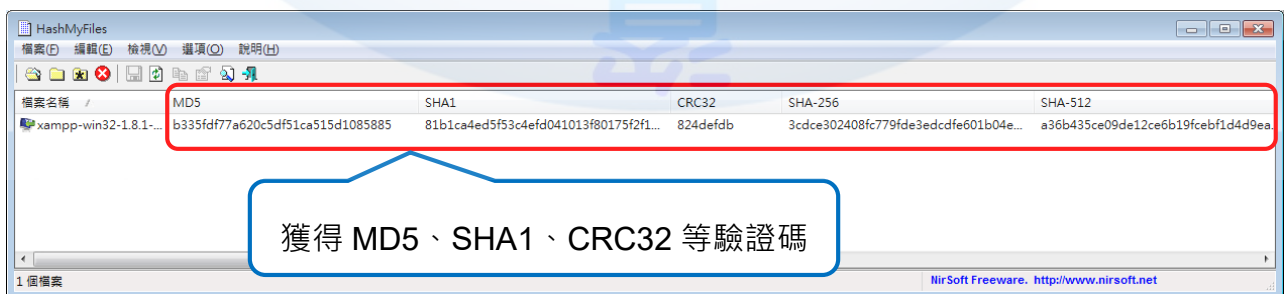 HashMyFiles
檔案(F) 編輯(E) 檢視(V) 選項(O) 說明(H)
檔案名稱 / MD5 SHA1 CRC32 SHA-256 SHA-512
xampp-win32-1.8.1-... b335fdf77a620c5df51ca515d1085885 81b1ca4ed5f53c4efd041013f80175f2f1... 824defdb 3cdce302408fc779fde3edcdfe601b04e... a36b435ce09de12ce6b19fcebf1d4d9ea.
獲得 MD5、SHA1、CRC32 等驗證碼
1 個檔案 NirSoft Freeware. http://www.nirsoft.net